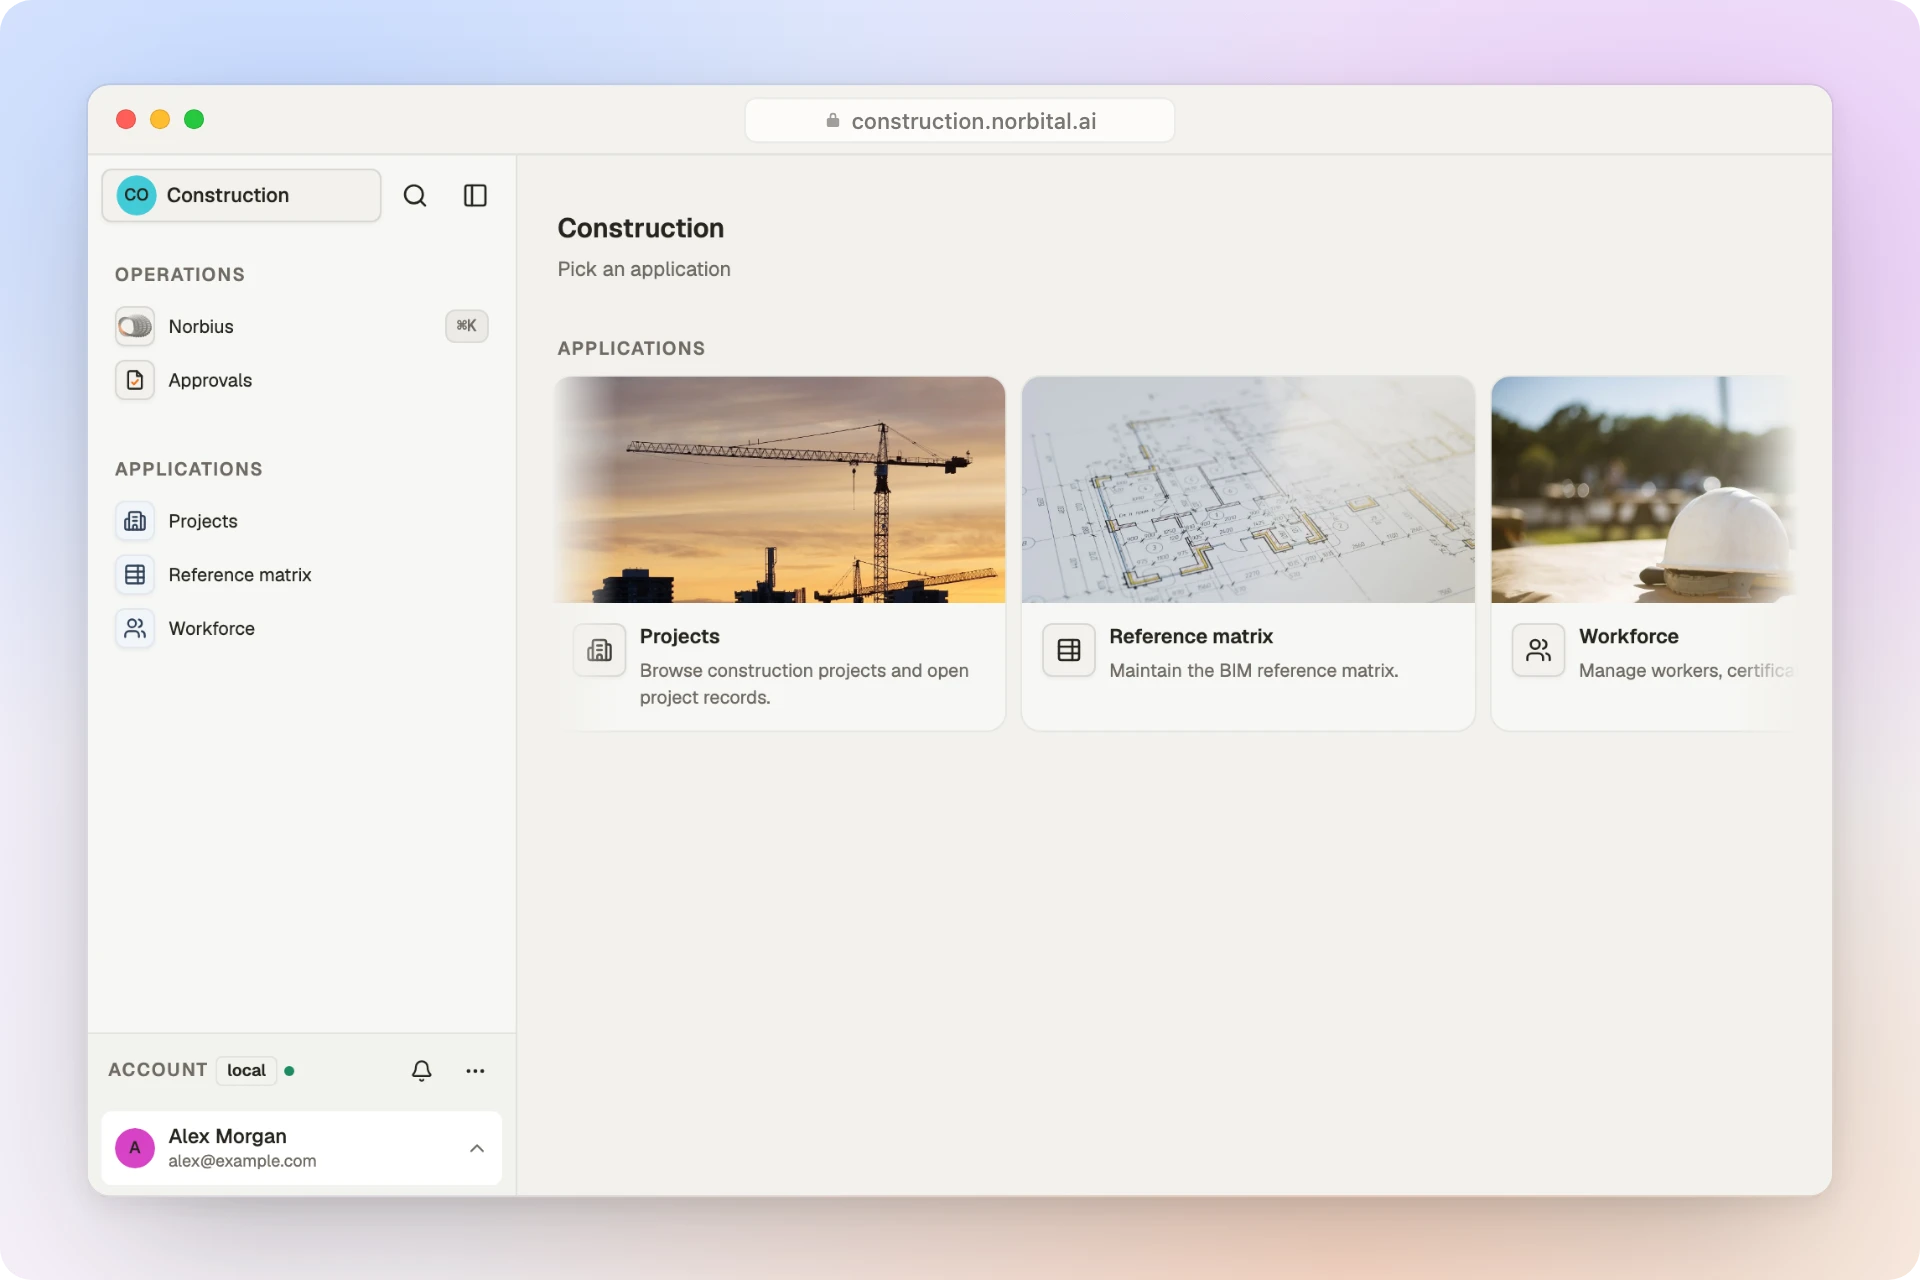 construction.norbital.ai
CO Construction
OPERATIONS
Norbius ⌘K
Approvals
APPLICATIONS
Projects
Reference matrix
Workforce
ACCOUNT local
A Alex Morgan
alex@example.com
Construction
Pick an application
APPLICATIONS
Projects
Browse construction projects and open
project records.
Reference matrix
Maintain the BIM reference matrix.
Workforce
Manage workers, certifica